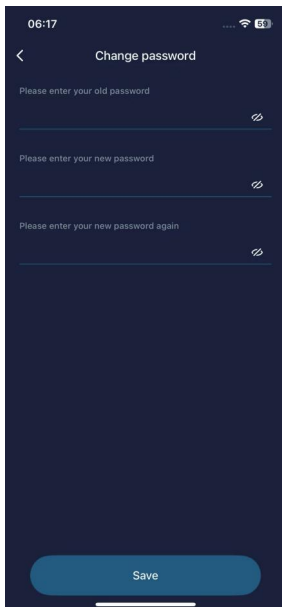 06:17
59
Change password
Please enter your old password
Please enter your new password
Please enter your new password again
Save